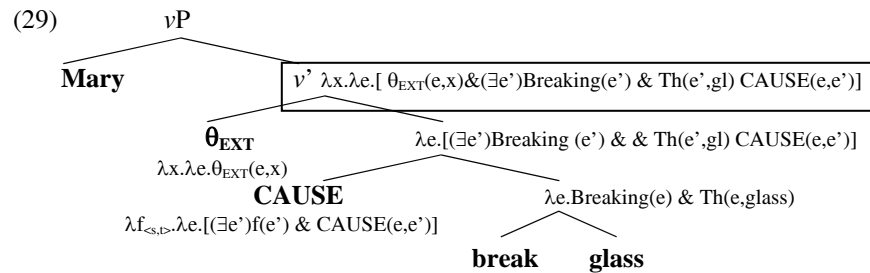 (29) vP
Mary v’ λx.λe.[ θEXT(e,x)&(∃e’)Breaking(e’) & Th(e’,gl) CAUSE(e,e’)]
θEXT λe.[(∃e’)Breaking (e’) & & Th(e’,gl) CAUSE(e,e’)]
λx.λe.θEXT(e,x)
CAUSE λe.Breaking(e) & Th(e,glass)
λf<s,t>.λe.[(∃e’)f(e’) & CAUSE(e,e’)]
break glass